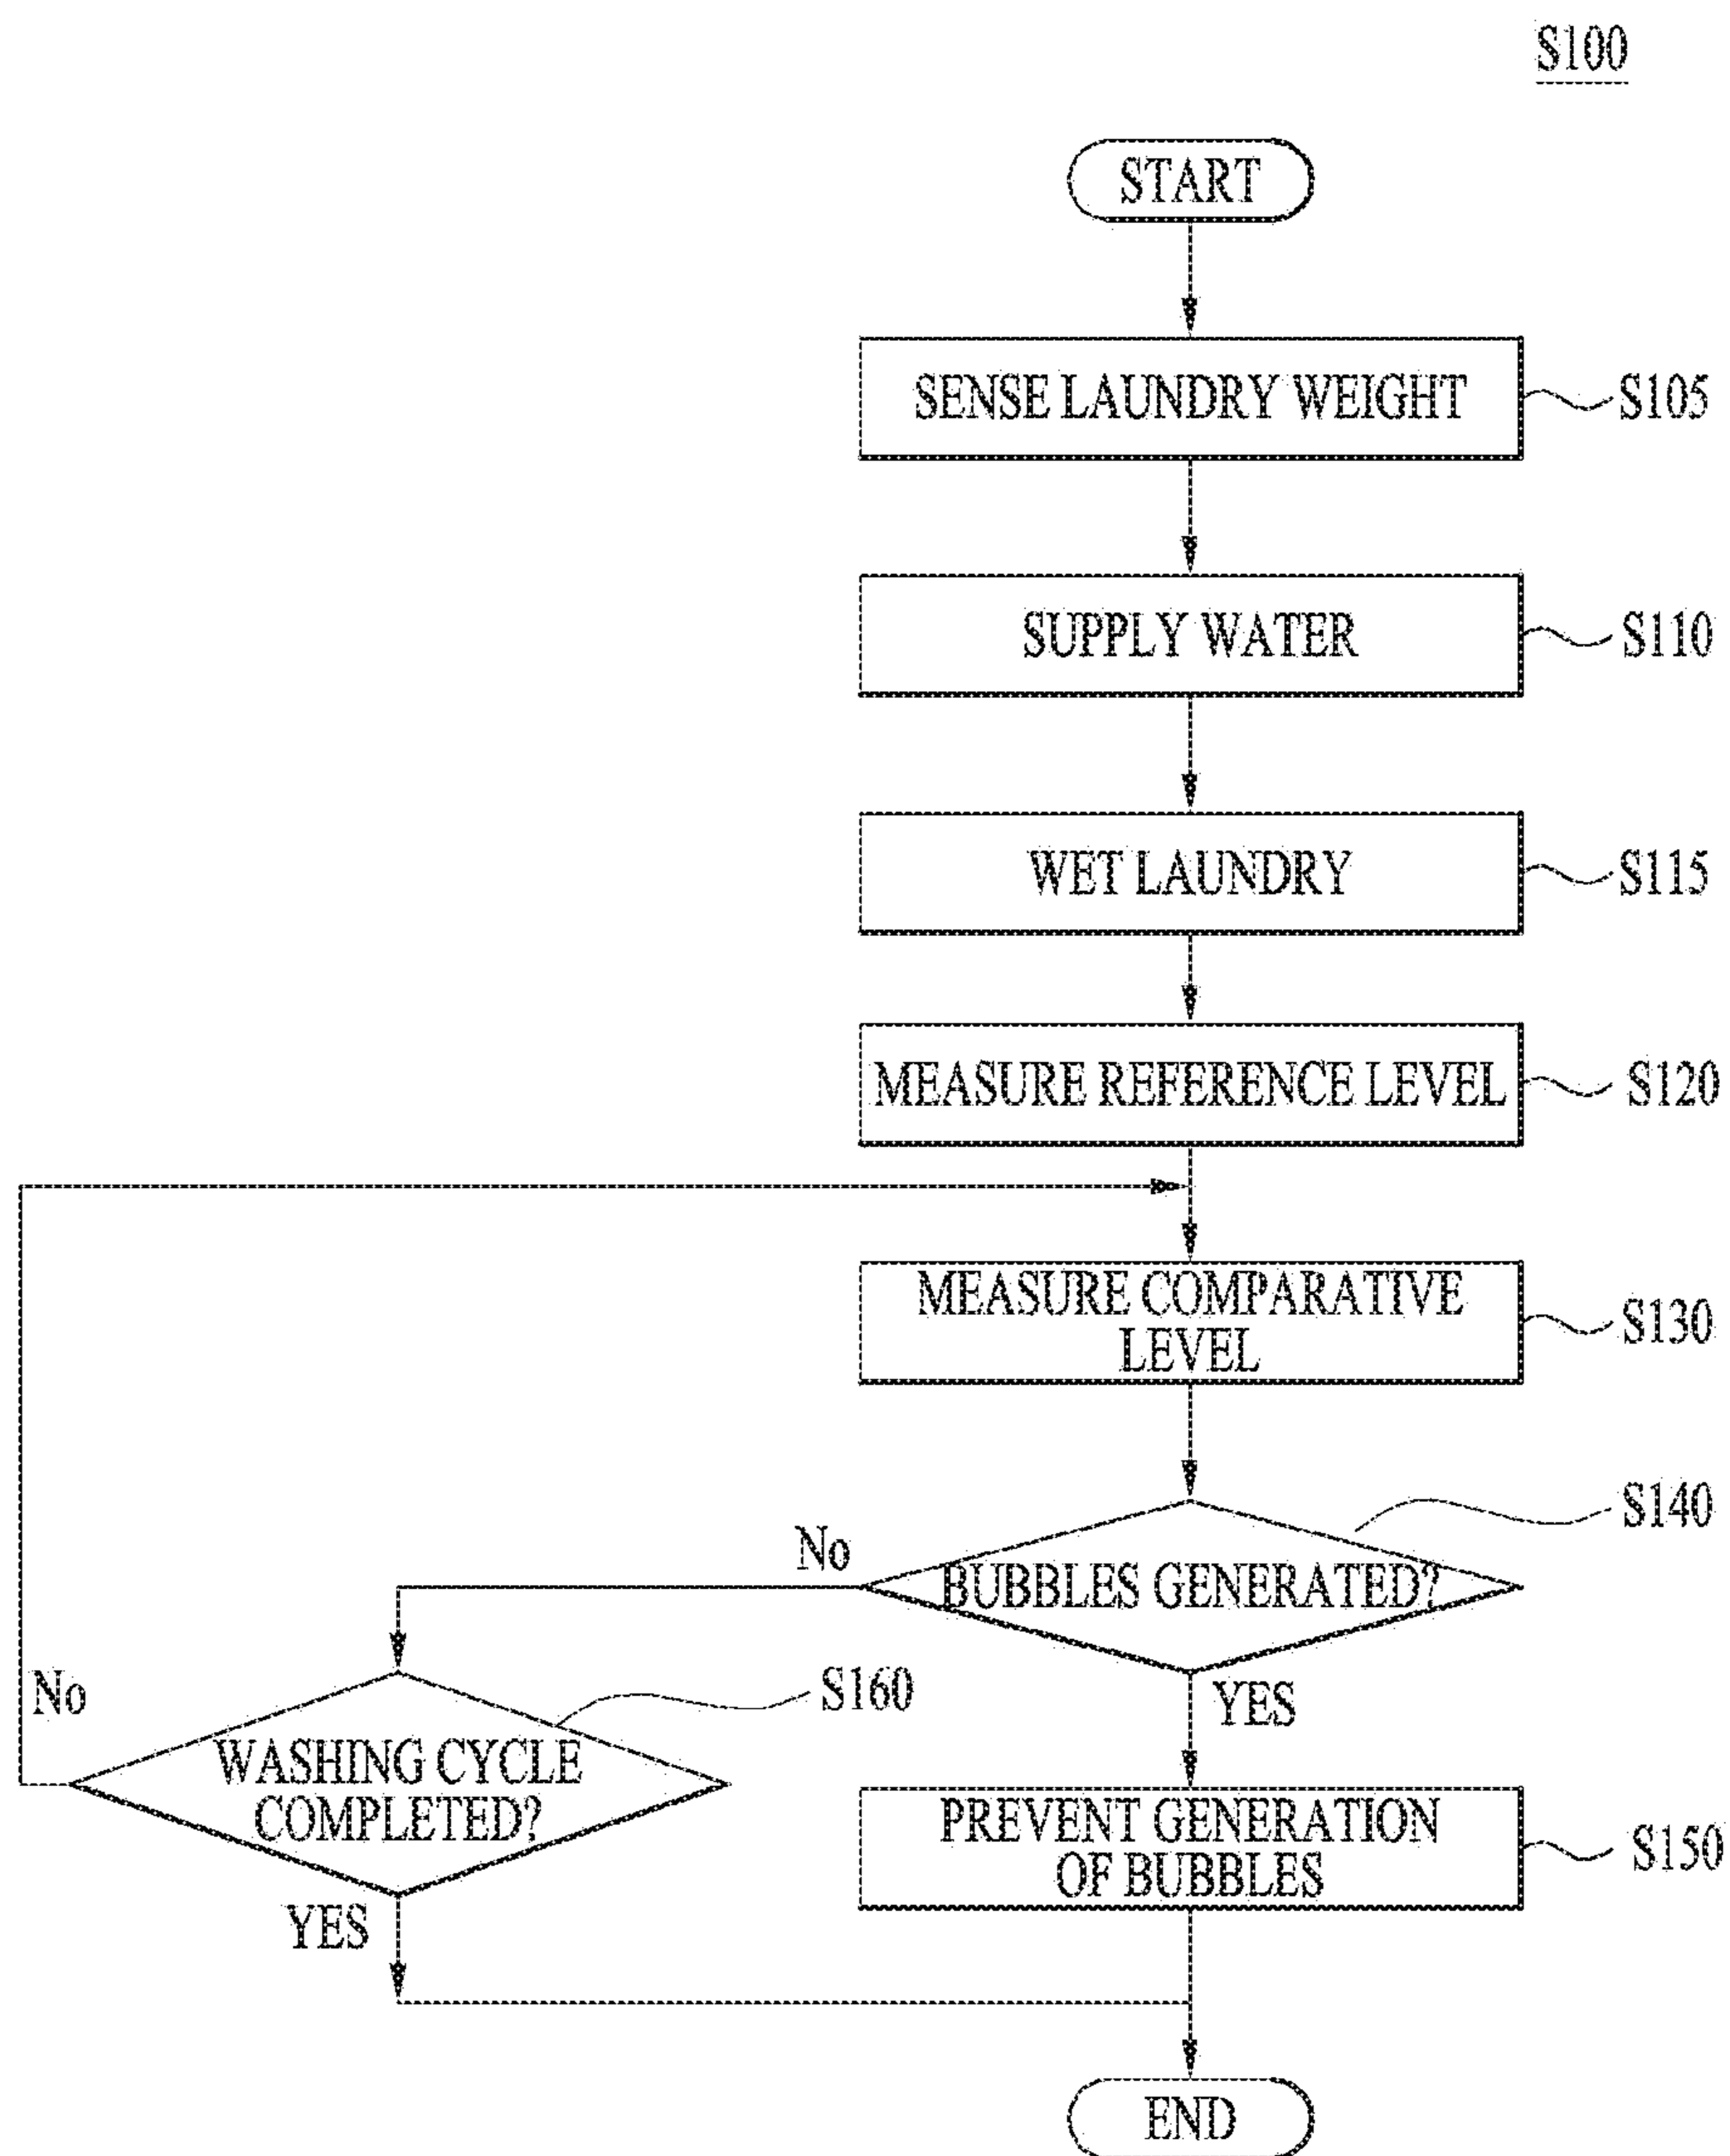 S100
START
SENSE LAUNDRY WEIGHT
S105
SUPPLY WATER
S110
WET LAUNDRY
S115
MEASURE REFERENCE LEVEL
S120
MEASURE COMPARATIVE
LEVEL
S130
S140
No
BUBBLES GENERATED?
No
S160
YES
WASHING CYCLE
COMPLETED?
PREVENT GENERATION
OF BUBBLES
S150
YES
END